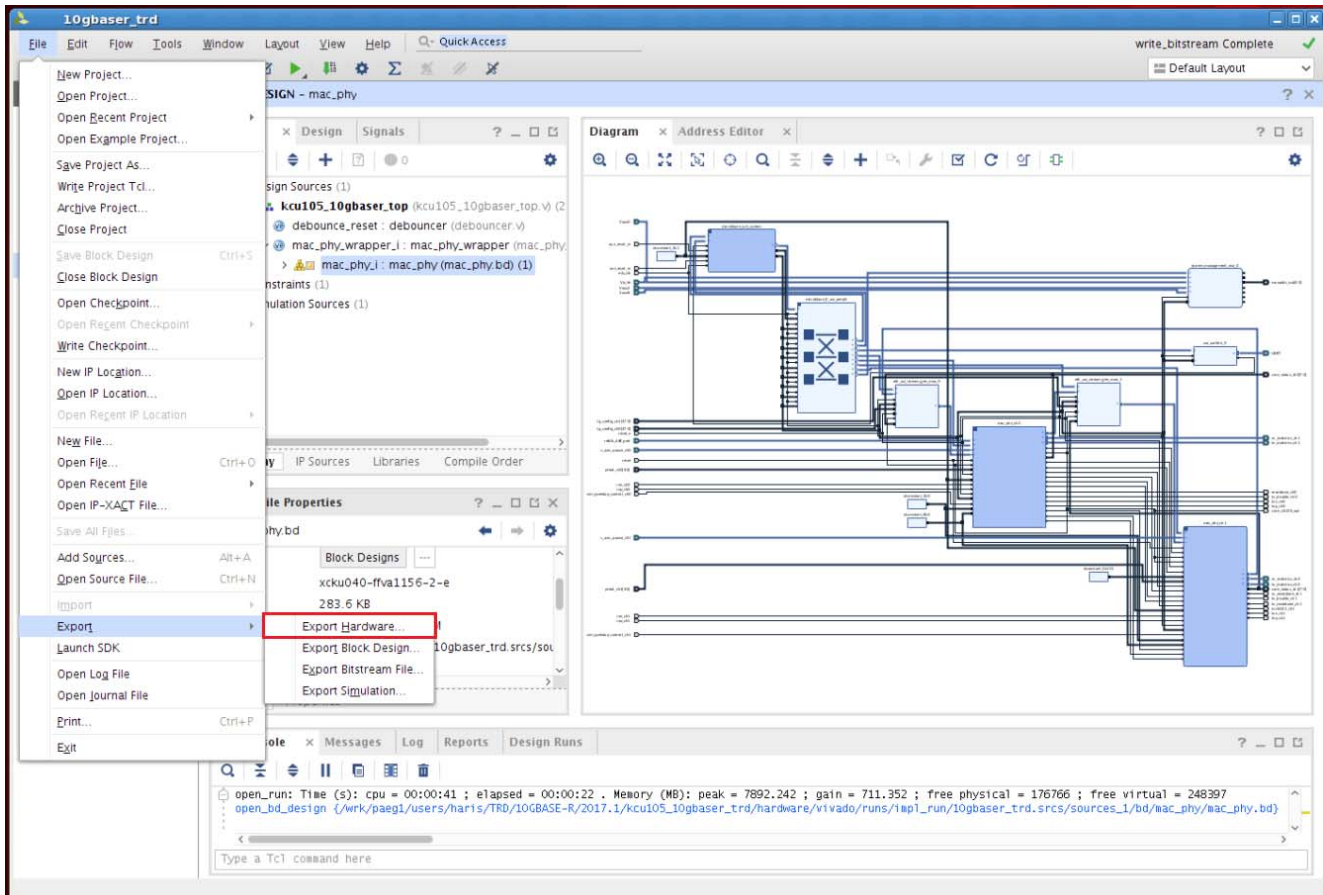 10gbaser_trd
File Edit Flow Tools Window Layout View Help Quick Access
write_bitstream Complete
Default Layout
SIGN - mac_phy
New Project...
Open Project...
Open Recent Project
Open Example Project...
Save Project As...
Write Project Tcl...
Archive Project...
Close Project
Save Block Design Ctrl+S
Close Block Design
Open Checkpoint...
Open Recent Checkpoint
Write Checkpoint...
New IP Location...
Open IP Location...
Open Recent IP Location
New File...
Open File... Ctrl+O
Open Recent File
Open IP-XACT File...
Save All Files...
Add Sources... Alt+A
Open Source File... Ctrl+N
Import
Export
Launch SDK
Open Log File
Open Journal File
Print... Ctrl+P
Exit
Export Hardware...
Export Block Design...
Export Bitstream File...
Export Simulation...
Design Signals
0
sign Sources (1)
kcu105_10gbaser_top (kcu105_10gbaser_top.v) (2
debounce_reset : debouncer (debouncer.v)
mac_phy_wrapper_i : mac_phy_wrapper (mac_phy.
mac_phy_i : mac_phy (mac_phy.bd) (1)
nstraints (1)
nulation Sources (1)
IP Sources Libraries Compile Order
ile Properties
hy.bd
Block Designs
xcku040-ffva1156-2-e
283.6 KB
10gbaser_trd.srcs/sou
Diagram Address Editor
ole Messages Log Reports Design Runs
open_run: Time (s): cpu = 00:00:41 ; elapsed = 00:00:22 . Memory (MB): peak = 7892.242 ; gain = 711.352 ; free physical = 176766 ; free virtual = 248397
open_bd_design {/wrk/paeg1/users/haris/TRD/10GBASE-R/2017.1/kcu105_10gbaser_trd/hardware/vivado/runs/impl_run/10gbaser_trd.srcs/sources_1/bd/mac_phy/mac_phy.bd}
Type a Tcl command here